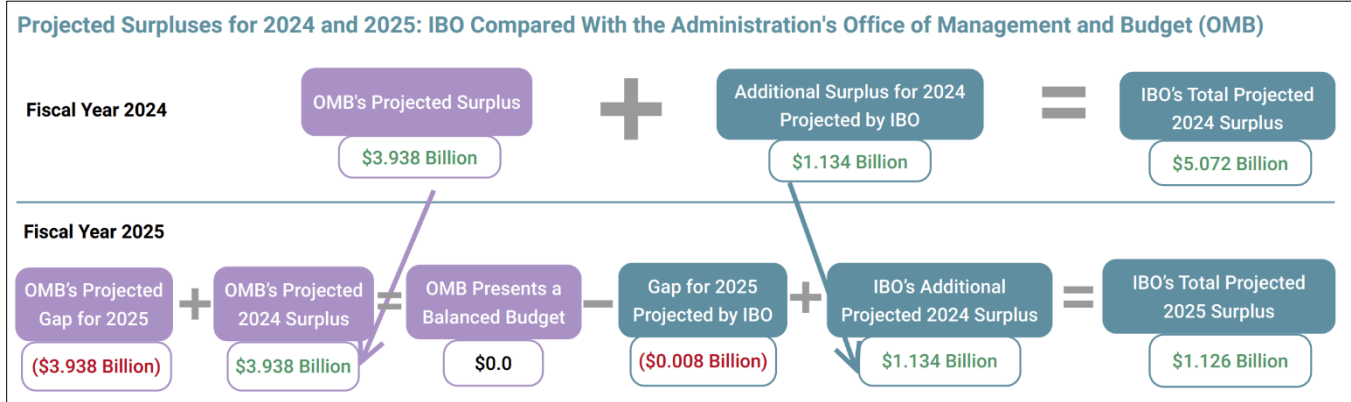 Projected Surpluses for 2024 and 2025: IBO Compared With the Administration's Office of Management and Budget (OMB)
Fiscal Year 2024
OMB's Projected Surplus
$3.938 Billion
+
Additional Surplus for 2024
Projected by IBO
$1.134 Billion
=
IBO's Total Projected
2024 Surplus
$5.072 Billion
Fiscal Year 2025
OMB's Projected
Gap for 2025
($3.938 Billion)
+
OMB's Projected
2024 Surplus
$3.938 Billion
=
OMB Presents a
Balanced Budget
$0.0
−
Gap for 2025
Projected by IBO
($0.008 Billion)
+
IBO's Additional
Projected 2024 Surplus
$1.134 Billion
=
IBO's Total Projected
2025 Surplus
$1.126 Billion